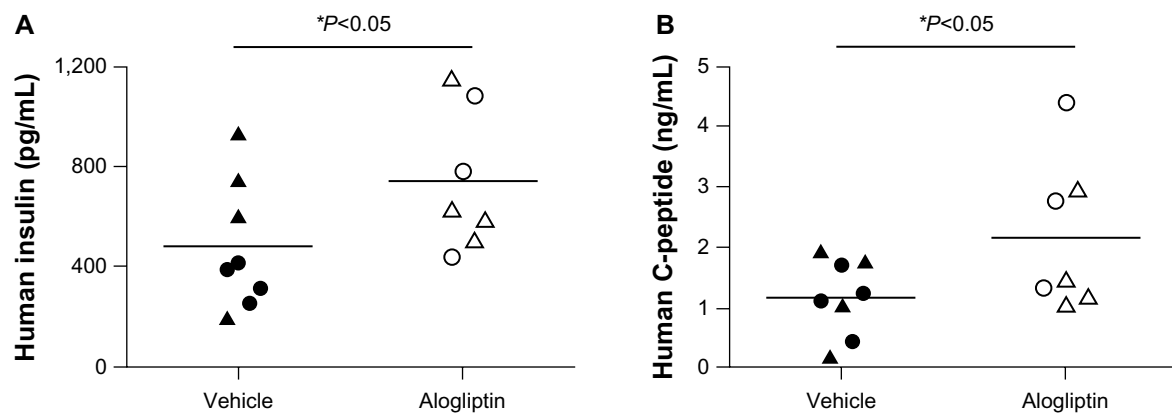 A
*P<0.05
Human insulin (pg/mL)
1,200
800
400
0
Vehicle
Alogliptin
B
*P<0.05
Human C-peptide (ng/mL)
5
4
3
2
1
0
Vehicle
Alogliptin